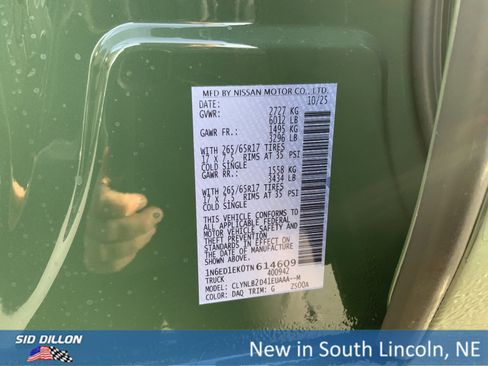 MFD BY NISSAN MOTOR CO., LTD.
DATE: 10/25
GVWR: 2727 KG
6012 LB
GAWR FR.: 1495 KG
3296 LB
WITH 265/65R17 TIRES
17 X 7.5 RIMS AT 35 PSI
COLD SINGLE
GAWR RR.: 1558 KG
3434 LB
WITH 265/65R17 TIRES
17 X 7.5 RIMS AT 35 PSI
COLD SINGLE
THIS VEHICLE CONFORMS TO
ALL APPLICABLE FEDERAL
MOTOR VEHICLE SAFETY
STANDARDS IN EFFECT ON
THE DATE OF MANUFACTURE
SHOWN ABOVE.
1N6ED1EK0TN614609
TRUCK 400942
MODEL: CLYNLBZD41EUAAA--M
COLOR: DAQ TRIM: G ZS00A
SID DILLON
New in South Lincoln, NE